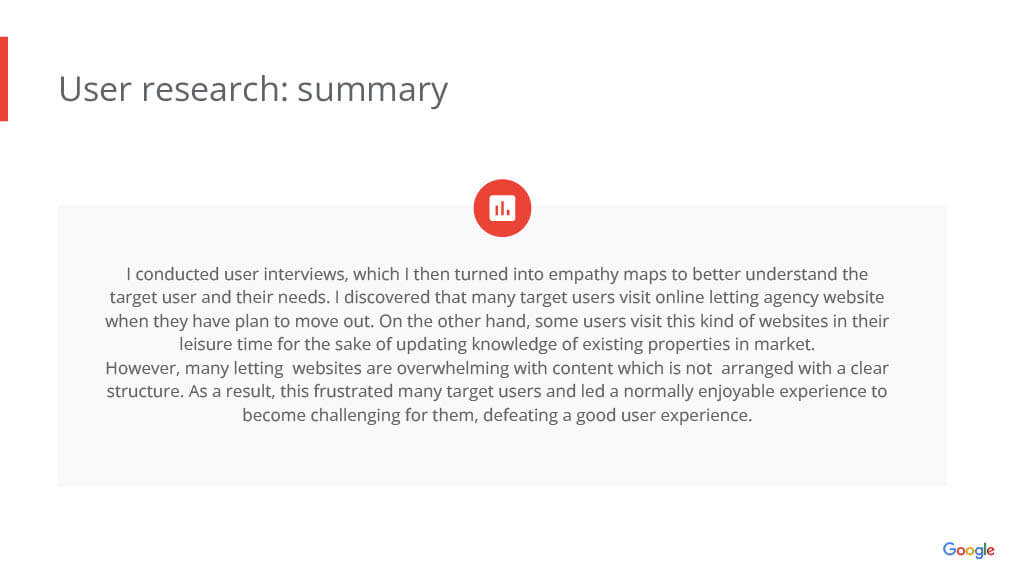 User research: summary
I conducted user interviews, which I then turned into empathy maps to better understand the
target user and their needs. I discovered that many target users visit online letting agency website
when they have plan to move out. On the other hand, some users visit this kind of websites in their
leisure time for the sake of updating knowledge of existing properties in market.
However, many letting  websites are overwhelming with content which is not  arranged with a clear
structure. As a result, this frustrated many target users and led a normally enjoyable experience to
become challenging for them, defeating a good user experience.
Google